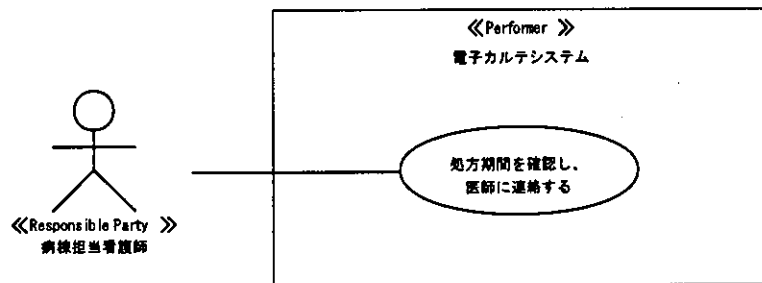 ≪Performer ≫
電子カルテシステム
処方期間を確認し、
医師に連絡する
≪Responsible Party ≫
病棟担当看護師